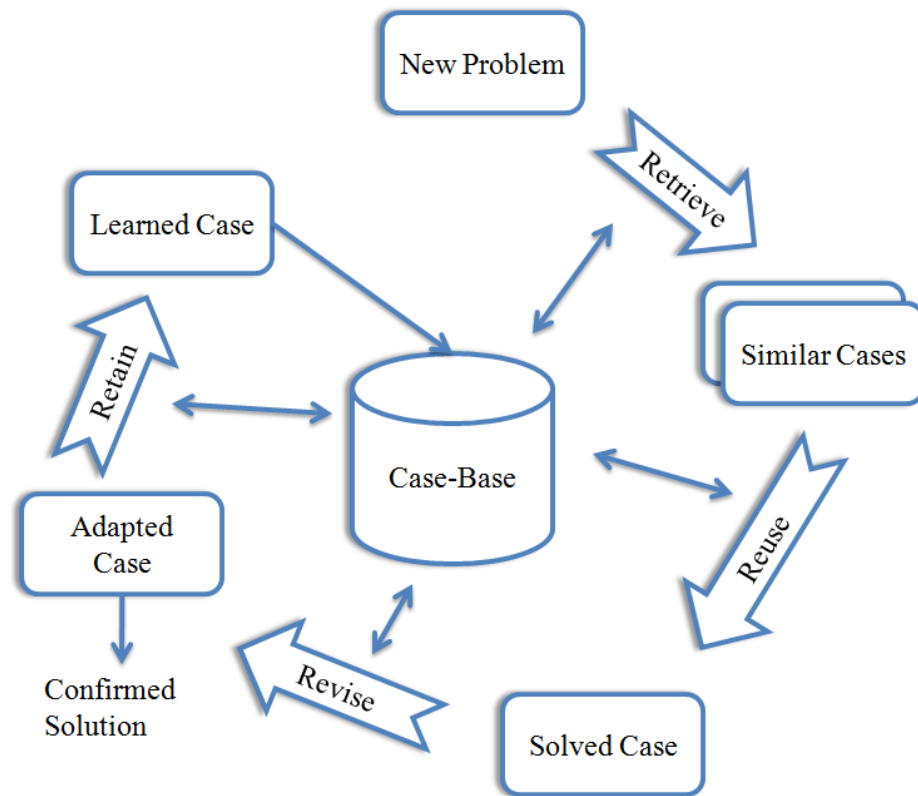 New Problem
Retrieve
Learned Case
Similar Cases
Retain
Case-Base
Reuse
Adapted
Case
Revise
Confirmed
Solution
Solved Case